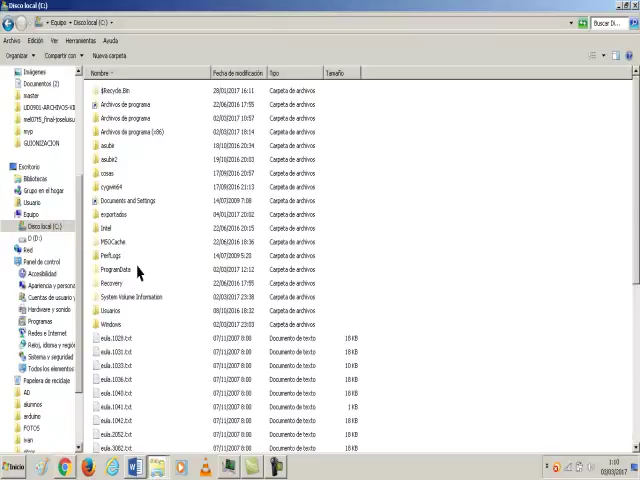 Disco local (C:)
Equipo Disco local (C:)
Buscar Di...
Archivo Edición Ver Herramientas Ayuda
Organizar Compartir con Nueva carpeta
Nombre Fecha de modificación Tipo Tamaño
Imágenes
Documentos (2)
master
myp
GUIONIZACION
Escritorio
Bibliotecas
Grupo en el hogar
Usuario
Equipo
Disco local (C:)
D (D:)
Red
Panel de control
Accesibilidad
Apariencia y persona
Cuentas de usuario y
Hardware y sonido
Programas
Redes e Internet
Reloj, idioma y región
Sistema y seguridad
Todos los elementos
Papelera de reciclaje
AD
alumnos
arduino
FOTOS
ivan
$Recycle.Bin 28/01/2017 16:11 Carpeta de archivos
Archivos de programa 22/06/2016 17:55 Carpeta de archivos
Archivos de programa 02/03/2017 10:57 Carpeta de archivos
Archivos de programa (x86) 02/03/2017 18:14 Carpeta de archivos
asubir 18/10/2016 20:34 Carpeta de archivos
asubir2 19/10/2016 20:03 Carpeta de archivos
cosas 17/09/2016 20:57 Carpeta de archivos
cygwin64 17/09/2016 21:13 Carpeta de archivos
Documents and Settings 14/07/2009 7:08 Carpeta de archivos
exportados 04/01/2017 20:02 Carpeta de archivos
Intel 22/06/2016 20:15 Carpeta de archivos
MSOCache 22/06/2016 18:36 Carpeta de archivos
PerfLogs 14/07/2009 5:20 Carpeta de archivos
ProgramData 02/03/2017 12:12 Carpeta de archivos
Recovery 22/06/2016 17:55 Carpeta de archivos
System Volume Information 02/03/2017 23:38 Carpeta de archivos
Usuarios 08/10/2016 18:32 Carpeta de archivos
Windows 02/03/2017 23:03 Carpeta de archivos
eula.1028.txt 07/11/2007 8:00 Documento de texto 18 KB
eula.1031.txt 07/11/2007 8:00 Documento de texto 18 KB
eula.1033.txt 07/11/2007 8:00 Documento de texto 10 KB
eula.1036.txt 07/11/2007 8:00 Documento de texto 18 KB
eula.1040.txt 07/11/2007 8:00 Documento de texto 18 KB
eula.1041.txt 07/11/2007 8:00 Documento de texto 1 KB
eula.1042.txt 07/11/2007 8:00 Documento de texto 18 KB
eula.2052.txt 07/11/2007 8:00 Documento de texto 18 KB
eula.3082.txt 07/11/2007 8:00 Documento de texto 18 KB
Inicio
1:10
03/03/2017